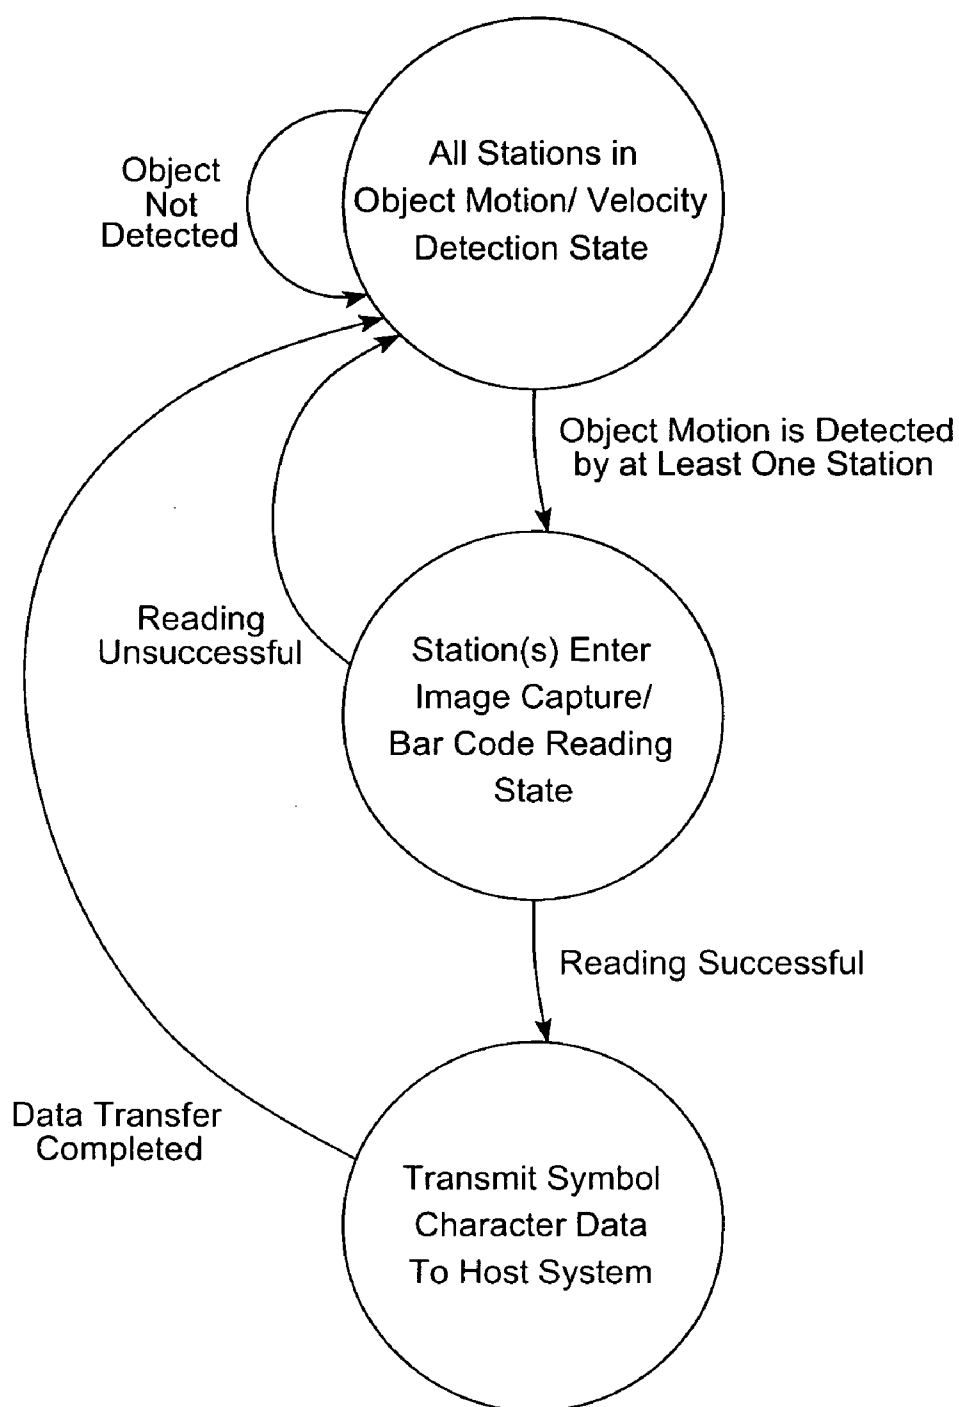 All Stations in
Object Motion/ Velocity
Detection State
Object
Not
Detected
Object Motion is Detected
by at Least One Station
Reading
Unsuccessful
Station(s) Enter
Image Capture/
Bar Code Reading
State
Reading Successful
Data Transfer
Completed
Transmit Symbol
Character Data
To Host System